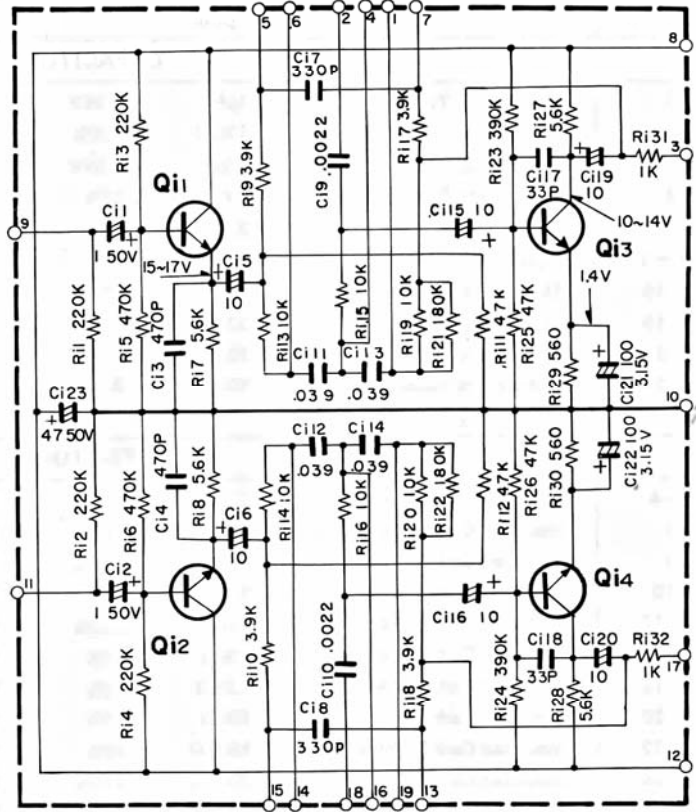 5 6 2 4 1 7
8
Ci7
330P
Ri3 220K
Ri9 3.9K
Ci9 .0022
Ri17 3.9K
Ri23 390K
Ri27
5.6K
Ri31
3
1K
Ci17
33P
Ci19
10
Qi1
9
Ci1
1 50V
15~17V
Ci5
10
Ci15 10
10~14V
Qi3
1.4V
Ri1 220K
Ri5 470K
Ci3 470P
Ri7 5.6K
Ri13 10K
Ri15 10K
Ri19 10K
Ri21 180K
Ri11 4.7K
Ri25 47K
Ri29 560
Ci21 100
3.15V
Ci11
.039
Ci13
.039
Ci23
47 50V
10
Ci12
.039
Ci14
.039
Ri2 220K
Ri6 470K
Ci4 470P
Ri8 5.6K
Ci6
10
Ri14 10K
Ri16 10K
Ri20 10K
Ri22 180K
Ri12 4.7K
Ri26 47K
Ri30 560
Ci22 100
3.15V
11
Ci2
1 50V
Qi2
Ci16 10
Qi4
Ri4 220K
Ri10 3.9K
Ci10 .0022
Ri18 3.9K
Ri24 390K
Ci18
33P
Ci20
10
Ri28
5.6K
Ri32
1K
17
Ci8
330P
12
15 14 18 16 19 13